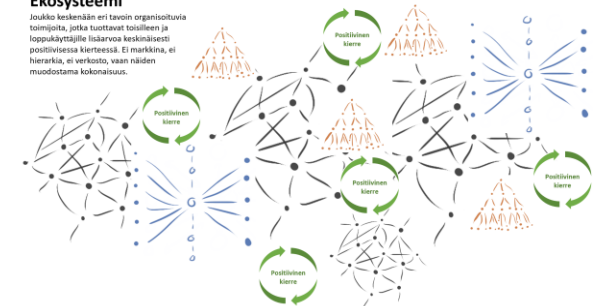 Ekosysteemi
Joukko keskenään eri tavoin organisoituvia
toimijoita, jotka tuottavat toisilleen ja
loppukäyttäjille lisäarvoa keskinäisesti
positiivisessa kierteessä. Ei markkina, ei
hierarkia, ei verkosto, vaan näiden
muodostama kokonaisuus.
Positiivinen
kierre
Positiivinen
kierre
Positiivinen
kierre
Positiivinen
kierre
Positiivinen
kierre